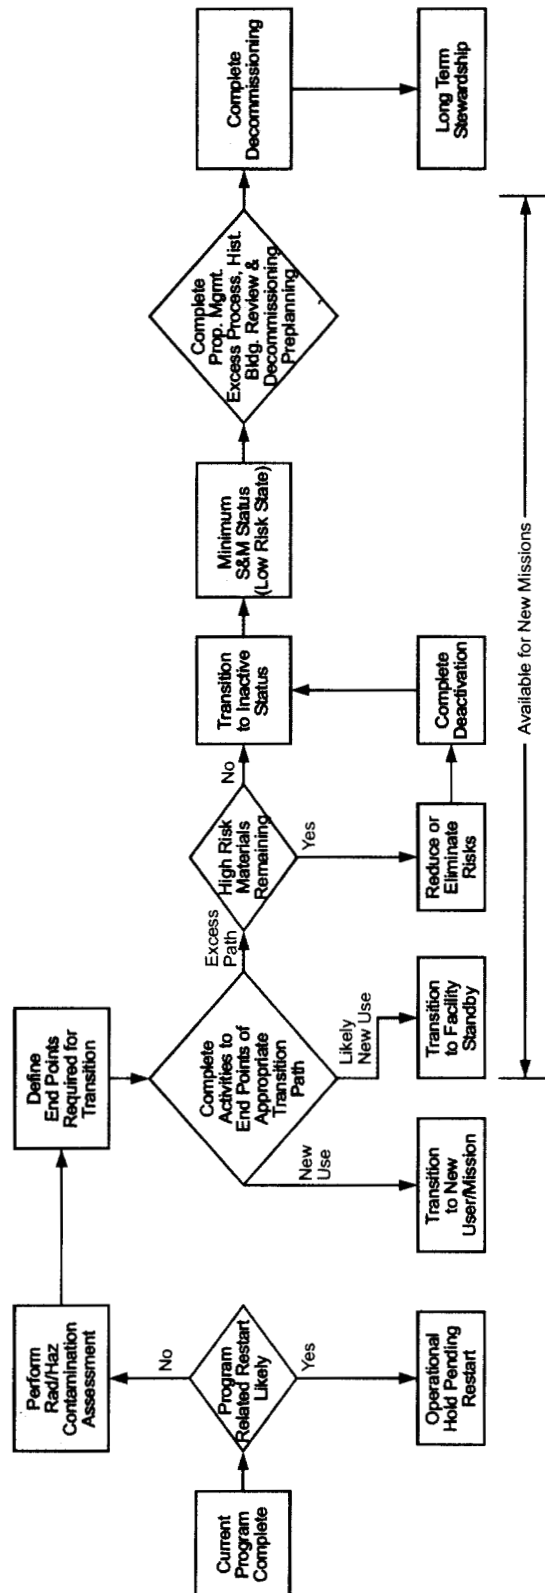 Current
Program
Complete
Program
Related Restart
Likely
No
Yes
Perform
Rad/Haz
Contamination
Assessment
Operational
Hold Pending
Restart
Define
End Points
Required for
Transition
Complete
Activities to
End Points of
Appropriate
Transition
Path
New
Use
Likely
New Use
Excess
Path
Transition
to New
User/Mission
Transition
to Facility
Standby
High Risk
Materials
Remaining
No
Yes
Reduce or
Eliminate
Risks
Complete
Deactivation
Transition
to Inactive
Status
Minimum
S&M Status
(Low Risk State)
Complete
Prop. Mgmt.
Excess Process, Hist.
Bldg. Review &
Decommissioning
Preplanning
Complete
Decommissioning
Long Term
Stewardship
Available for New Missions